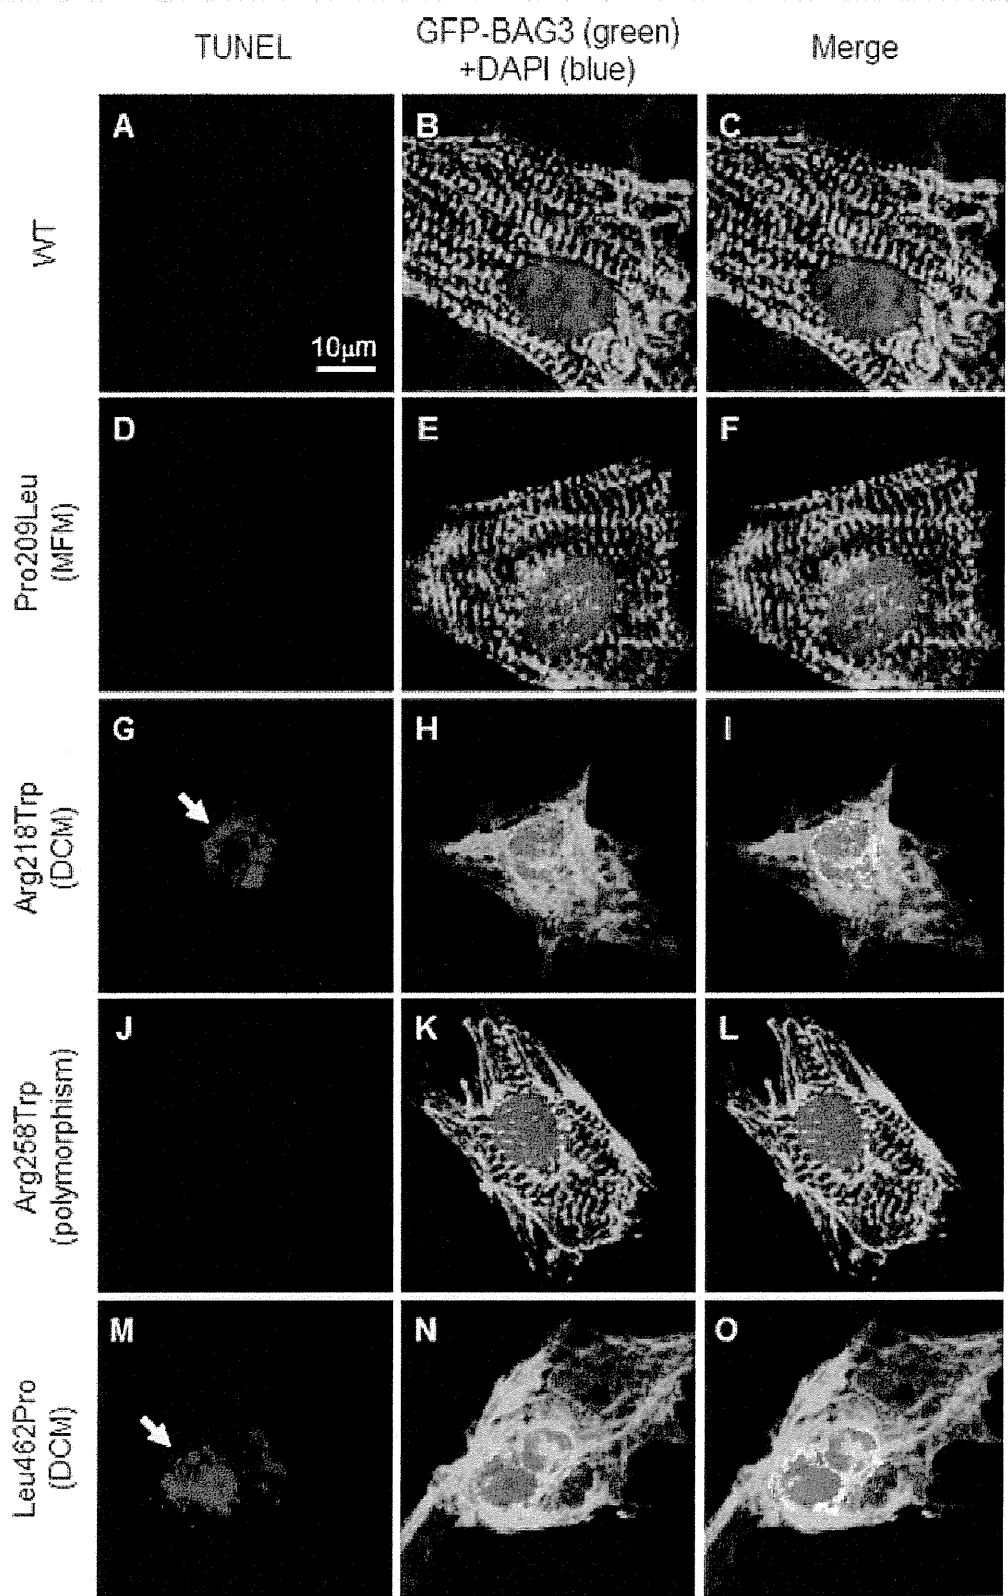 TUNEL
GFP-BAG3 (green)
+DAPI (blue)
Merge
WT
A
B
C
10μm
Pro209Leu
(MFM)
D
E
F
Arg218Trp
(DCM)
G
H
I
Arg258Trp
(polymorphism)
J
K
L
Leu462Pro
(DCM)
M
N
O